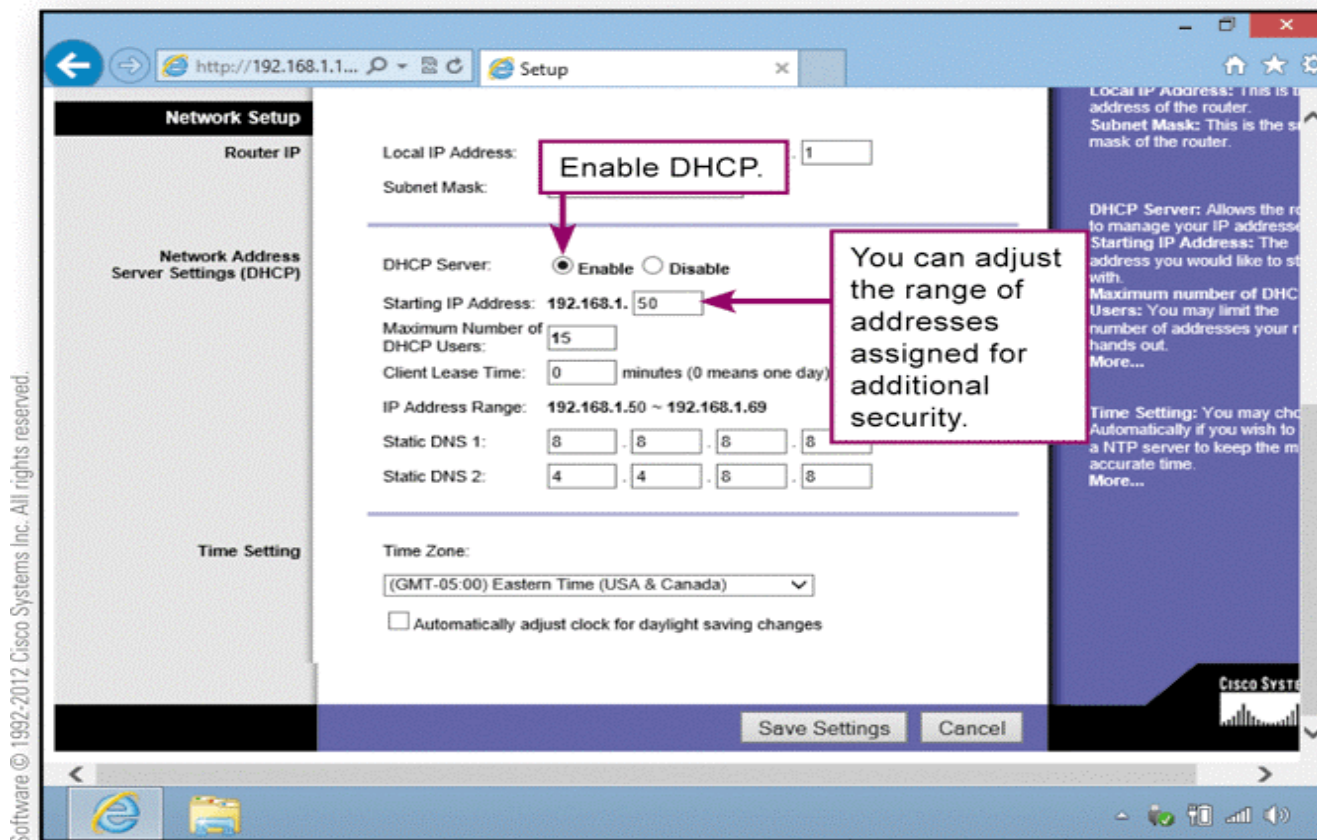 http://192.168.1.1...
Setup
Network Setup
Router IP
Local IP Address:
. 1
Subnet Mask:
Enable DHCP.
Network Address
Server Settings (DHCP)
DHCP Server:
Enable
Disable
Starting IP Address: 192.168.1. 50
Maximum Number of
DHCP Users:
15
Client Lease Time: 0 minutes (0 means one day)
IP Address Range: 192.168.1.50 ~ 192.168.1.69
Static DNS 1: 8 . 8 . 8 . 8
Static DNS 2: 4 . 4 . 8 . 8
You can adjust
the range of
addresses
assigned for
additional
security.
Time Setting
Time Zone:
(GMT-05:00) Eastern Time (USA & Canada)
Automatically adjust clock for daylight saving changes
Save Settings
Cancel
Local IP Address: This is
address of the router.
Subnet Mask: This is the
mask of the router.
DHCP Server: Allows the
to manage your IP
Starting IP Address: The
address you would like to
with.
Maximum number of
Users: You may limit the
number of addresses your
hands out.
More...
Time Setting: You may
Automatically if you wish to
a NTP server to keep the
accurate time.
More...
CISCO
Software © 1992-2012 Cisco Systems Inc. All rights reserved.